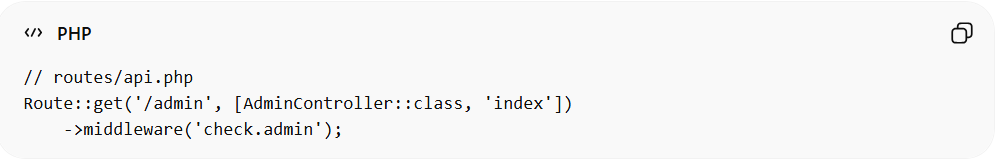 </> PHP
// routes/api.php
Route::get('/admin', [AdminController::class, 'index'])
    ->middleware('check.admin');